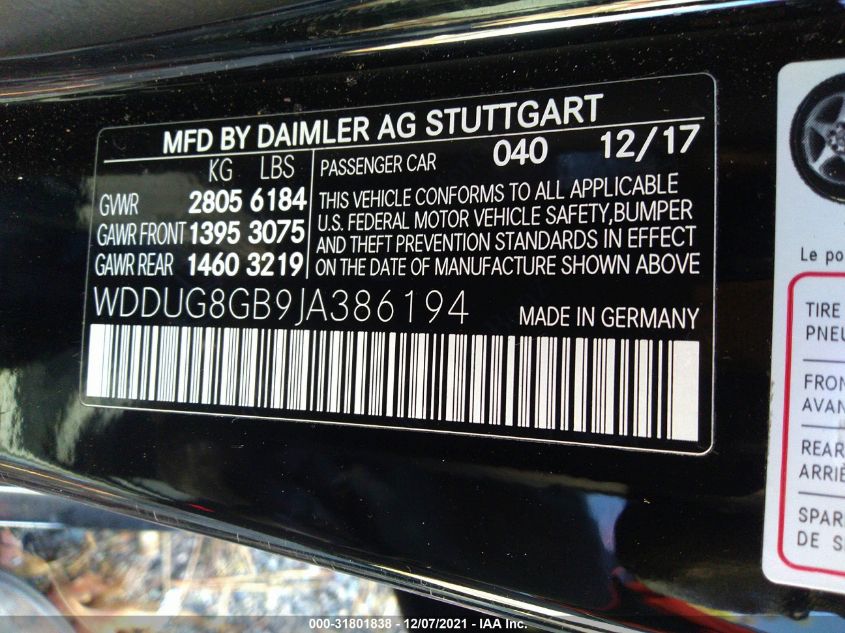 MFD BY DAIMLER AG STUTTGART
KG LBS
GVWR 2805 6184
GAWR FRONT 1395 3075
GAWR REAR 1460 3219
PASSENGER CAR 040 12/17
THIS VEHICLE CONFORMS TO ALL APPLICABLE
U.S. FEDERAL MOTOR VEHICLE SAFETY,BUMPER
AND THEFT PREVENTION STANDARDS IN EFFECT
ON THE DATE OF MANUFACTURE SHOWN ABOVE
WDDUG8GB9JA386194
MADE IN GERMANY
Le po
TIRE
PNEU
FRON
AVAN
REAR
ARRIÈ
SPAR
DE S
000-31801838 - 12/07/2021 - IAA Inc.